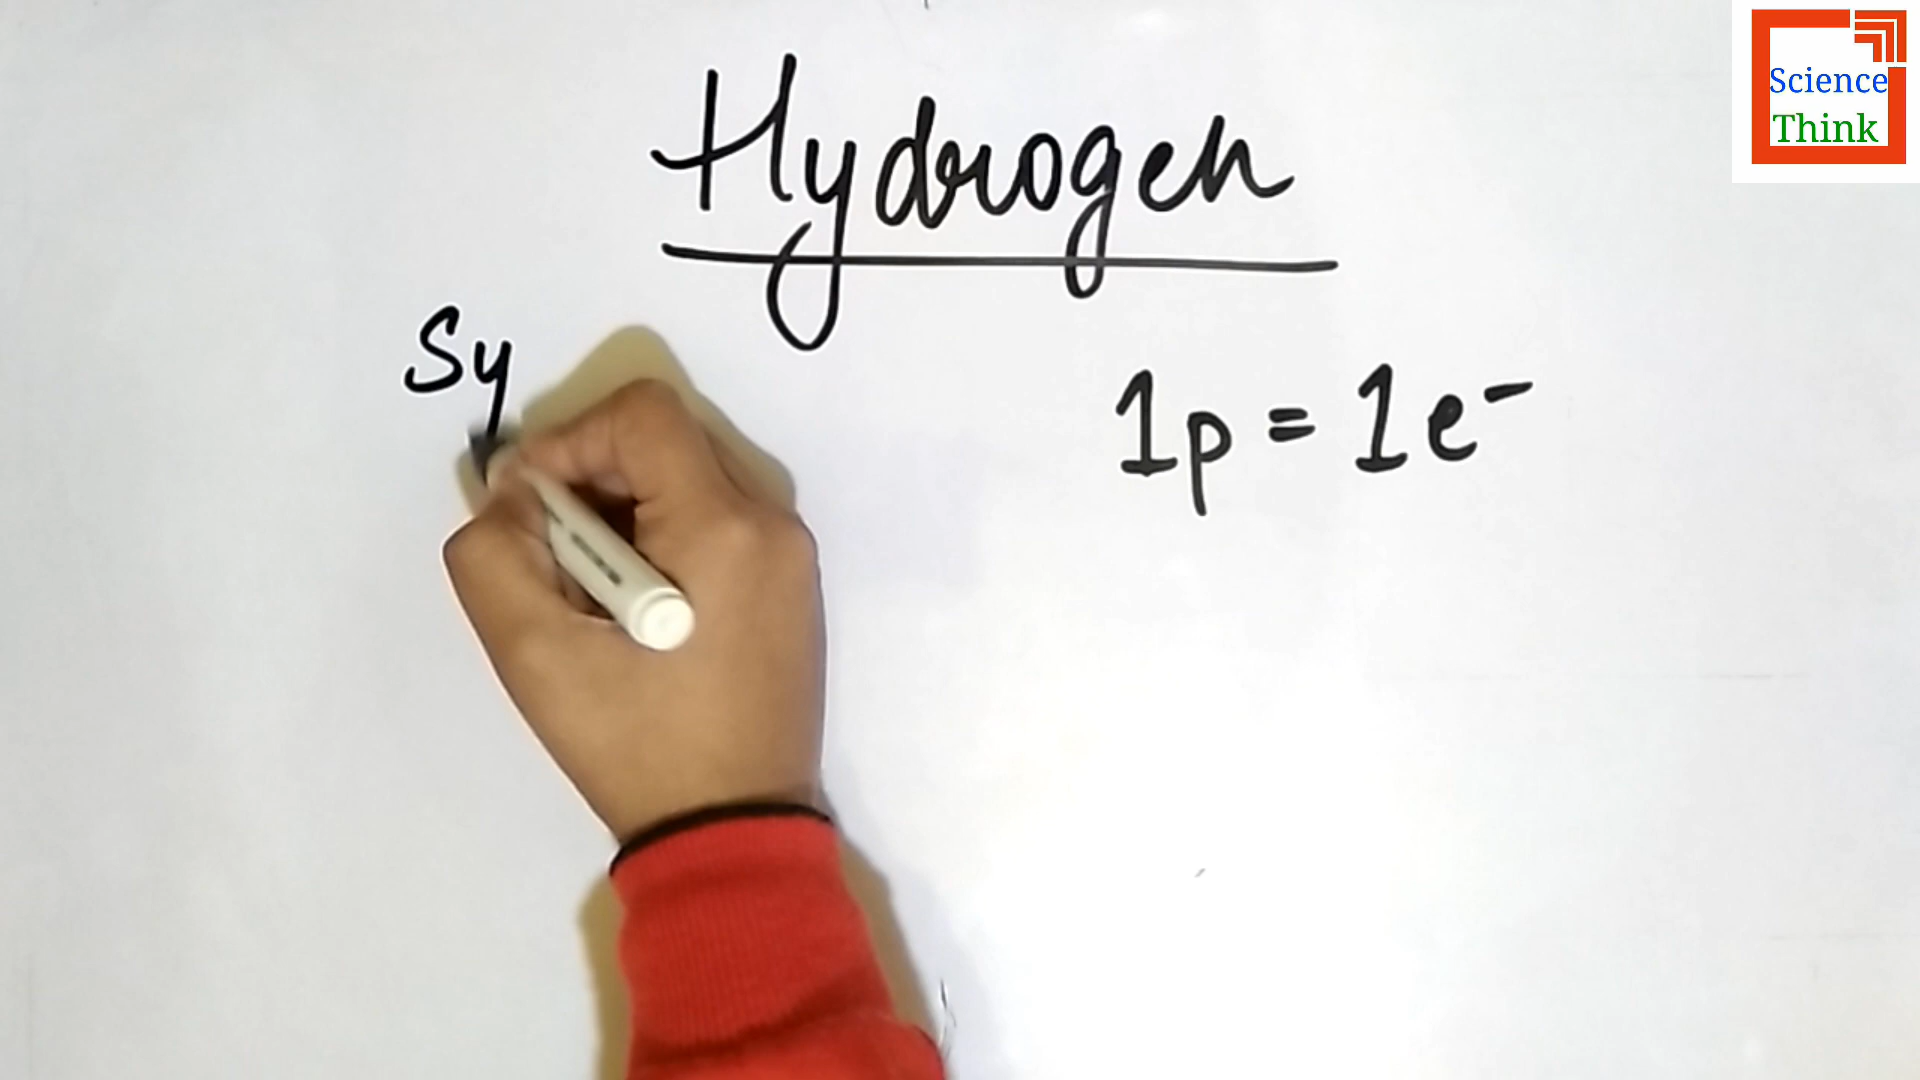 Hydrogen
Science
Think
Sy
1p = 1e⁻